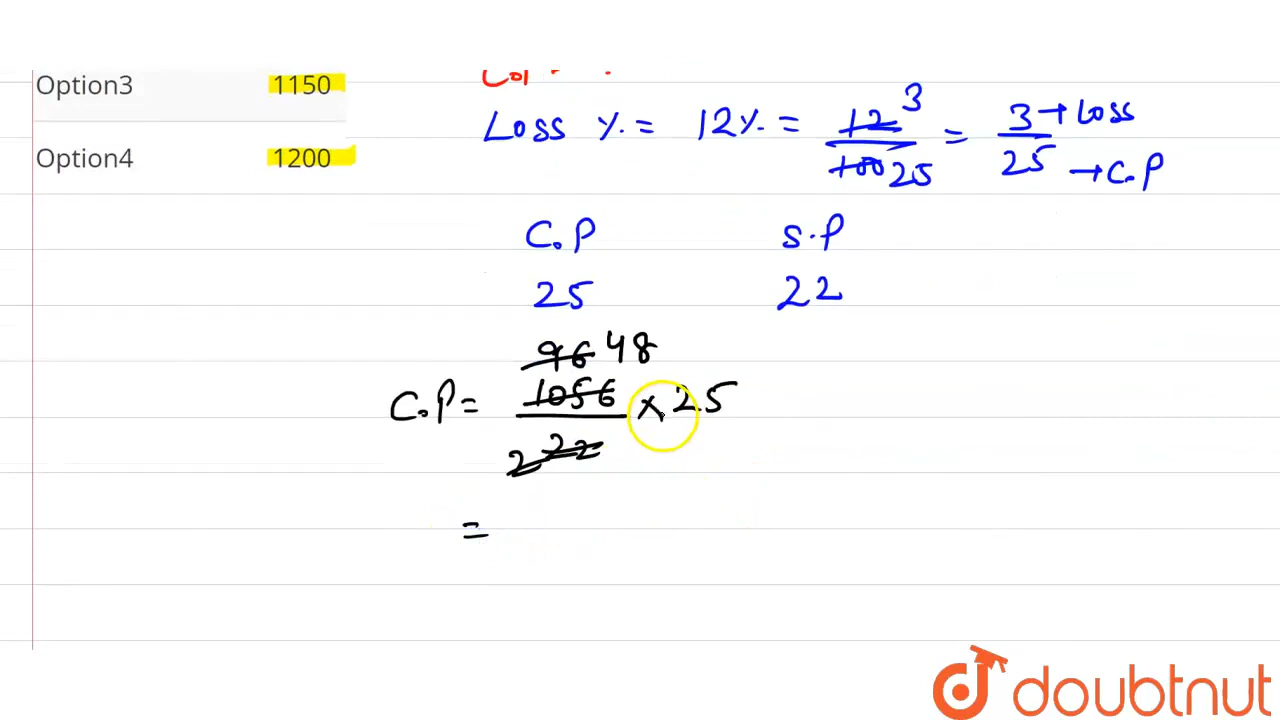 Option3 1150
Loss %. = 12%. = 12 3 / 100 25 = 3 → Loss / 25 → C.P
Option4 1200
C.P S.P
25 22
96 48
C.P = 1056 / 22 × 25
2
=
doubtnut